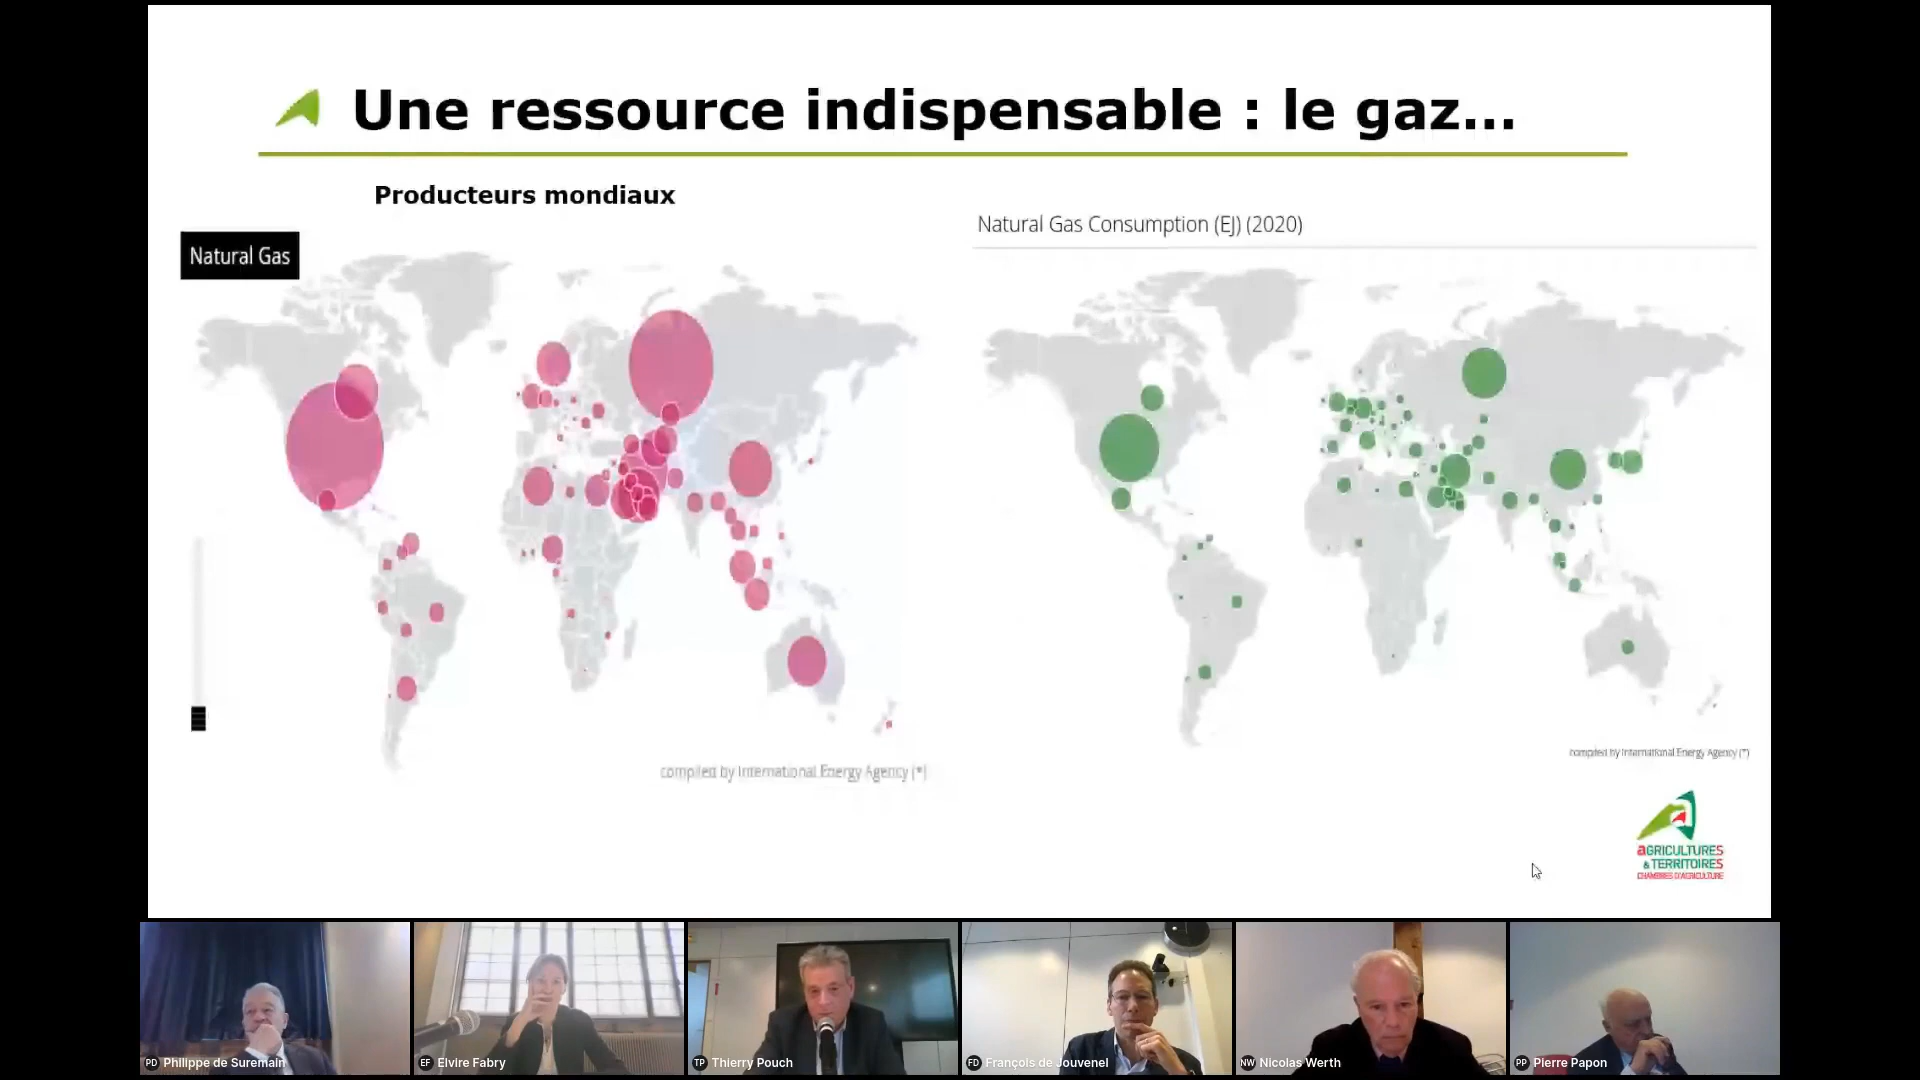 Une ressource indispensable : le gaz...
Producteurs mondiaux
Natural Gas
Natural Gas Consumption (EJ) (2020)
compiled by International Energy Agency (*)
compiled by International Energy Agency (*)
aGRICULTURES
& TERRITOIRES
CHAMBRES D'AGRICULTURE
PD Philippe de Suremain
EF Elvire Fabry
TP Thierry Pouch
FD François de Jouvenel
NW Nicolas Werth
PP Pierre Papon